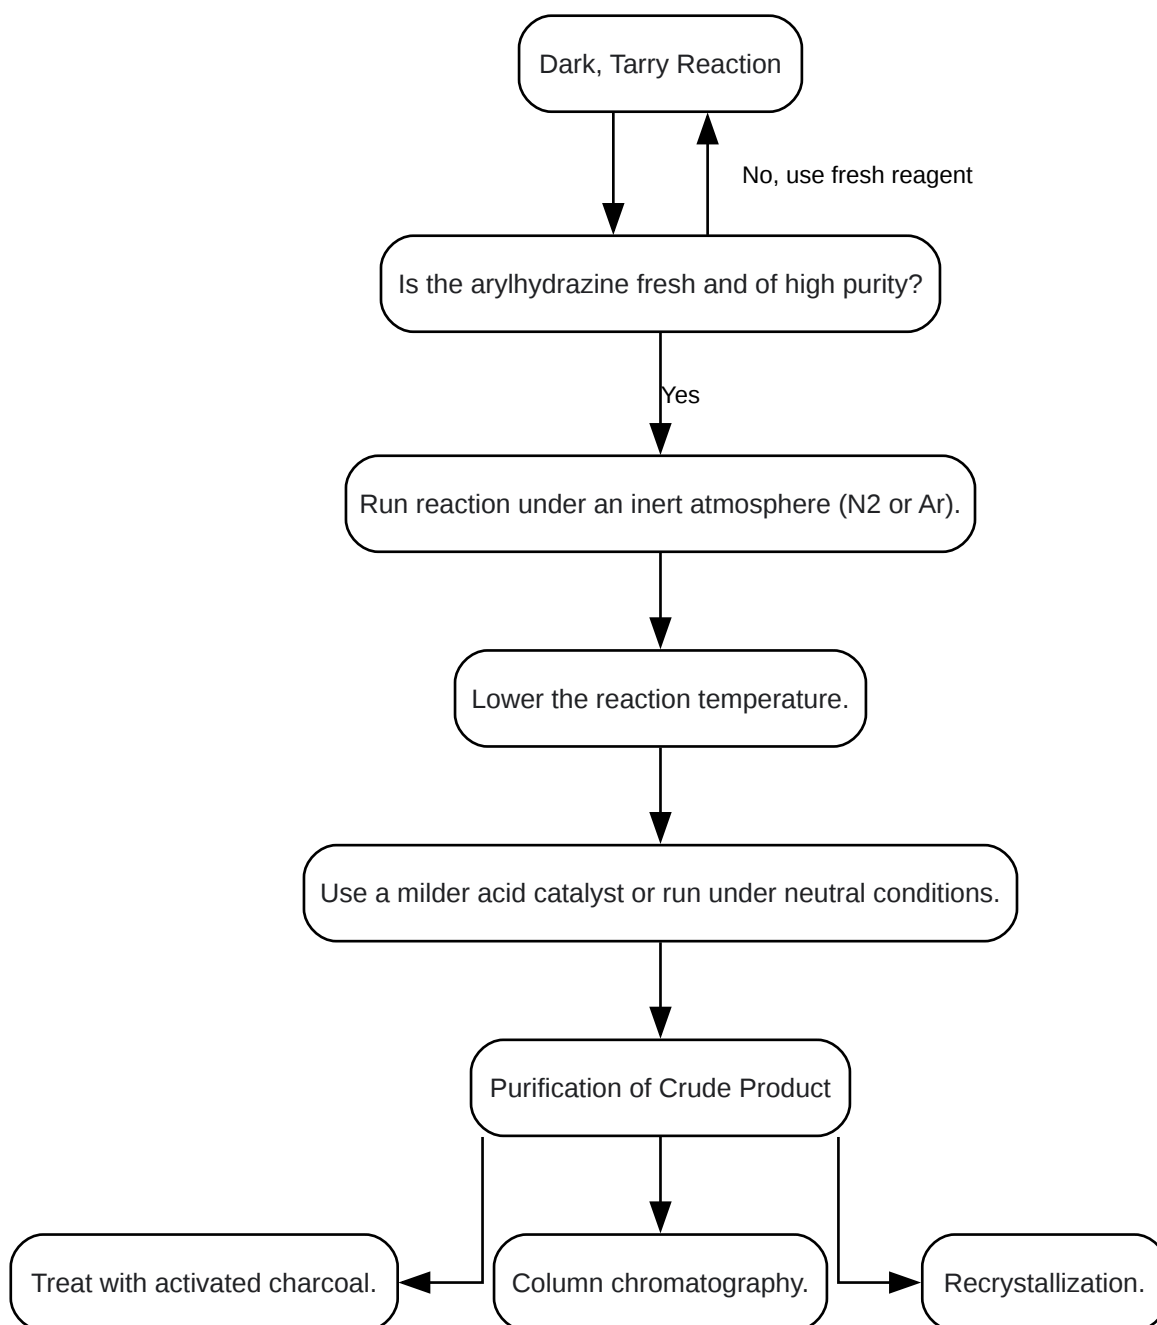 Dark, Tarry Reaction
No, use fresh reagent
Is the arylhydrazine fresh and of high purity?
Yes
Run reaction under an inert atmosphere (N2 or Ar).
Lower the reaction temperature.
Use a milder acid catalyst or run under neutral conditions.
Purification of Crude Product
Treat with activated charcoal.
Column chromatography.
Recrystallization.